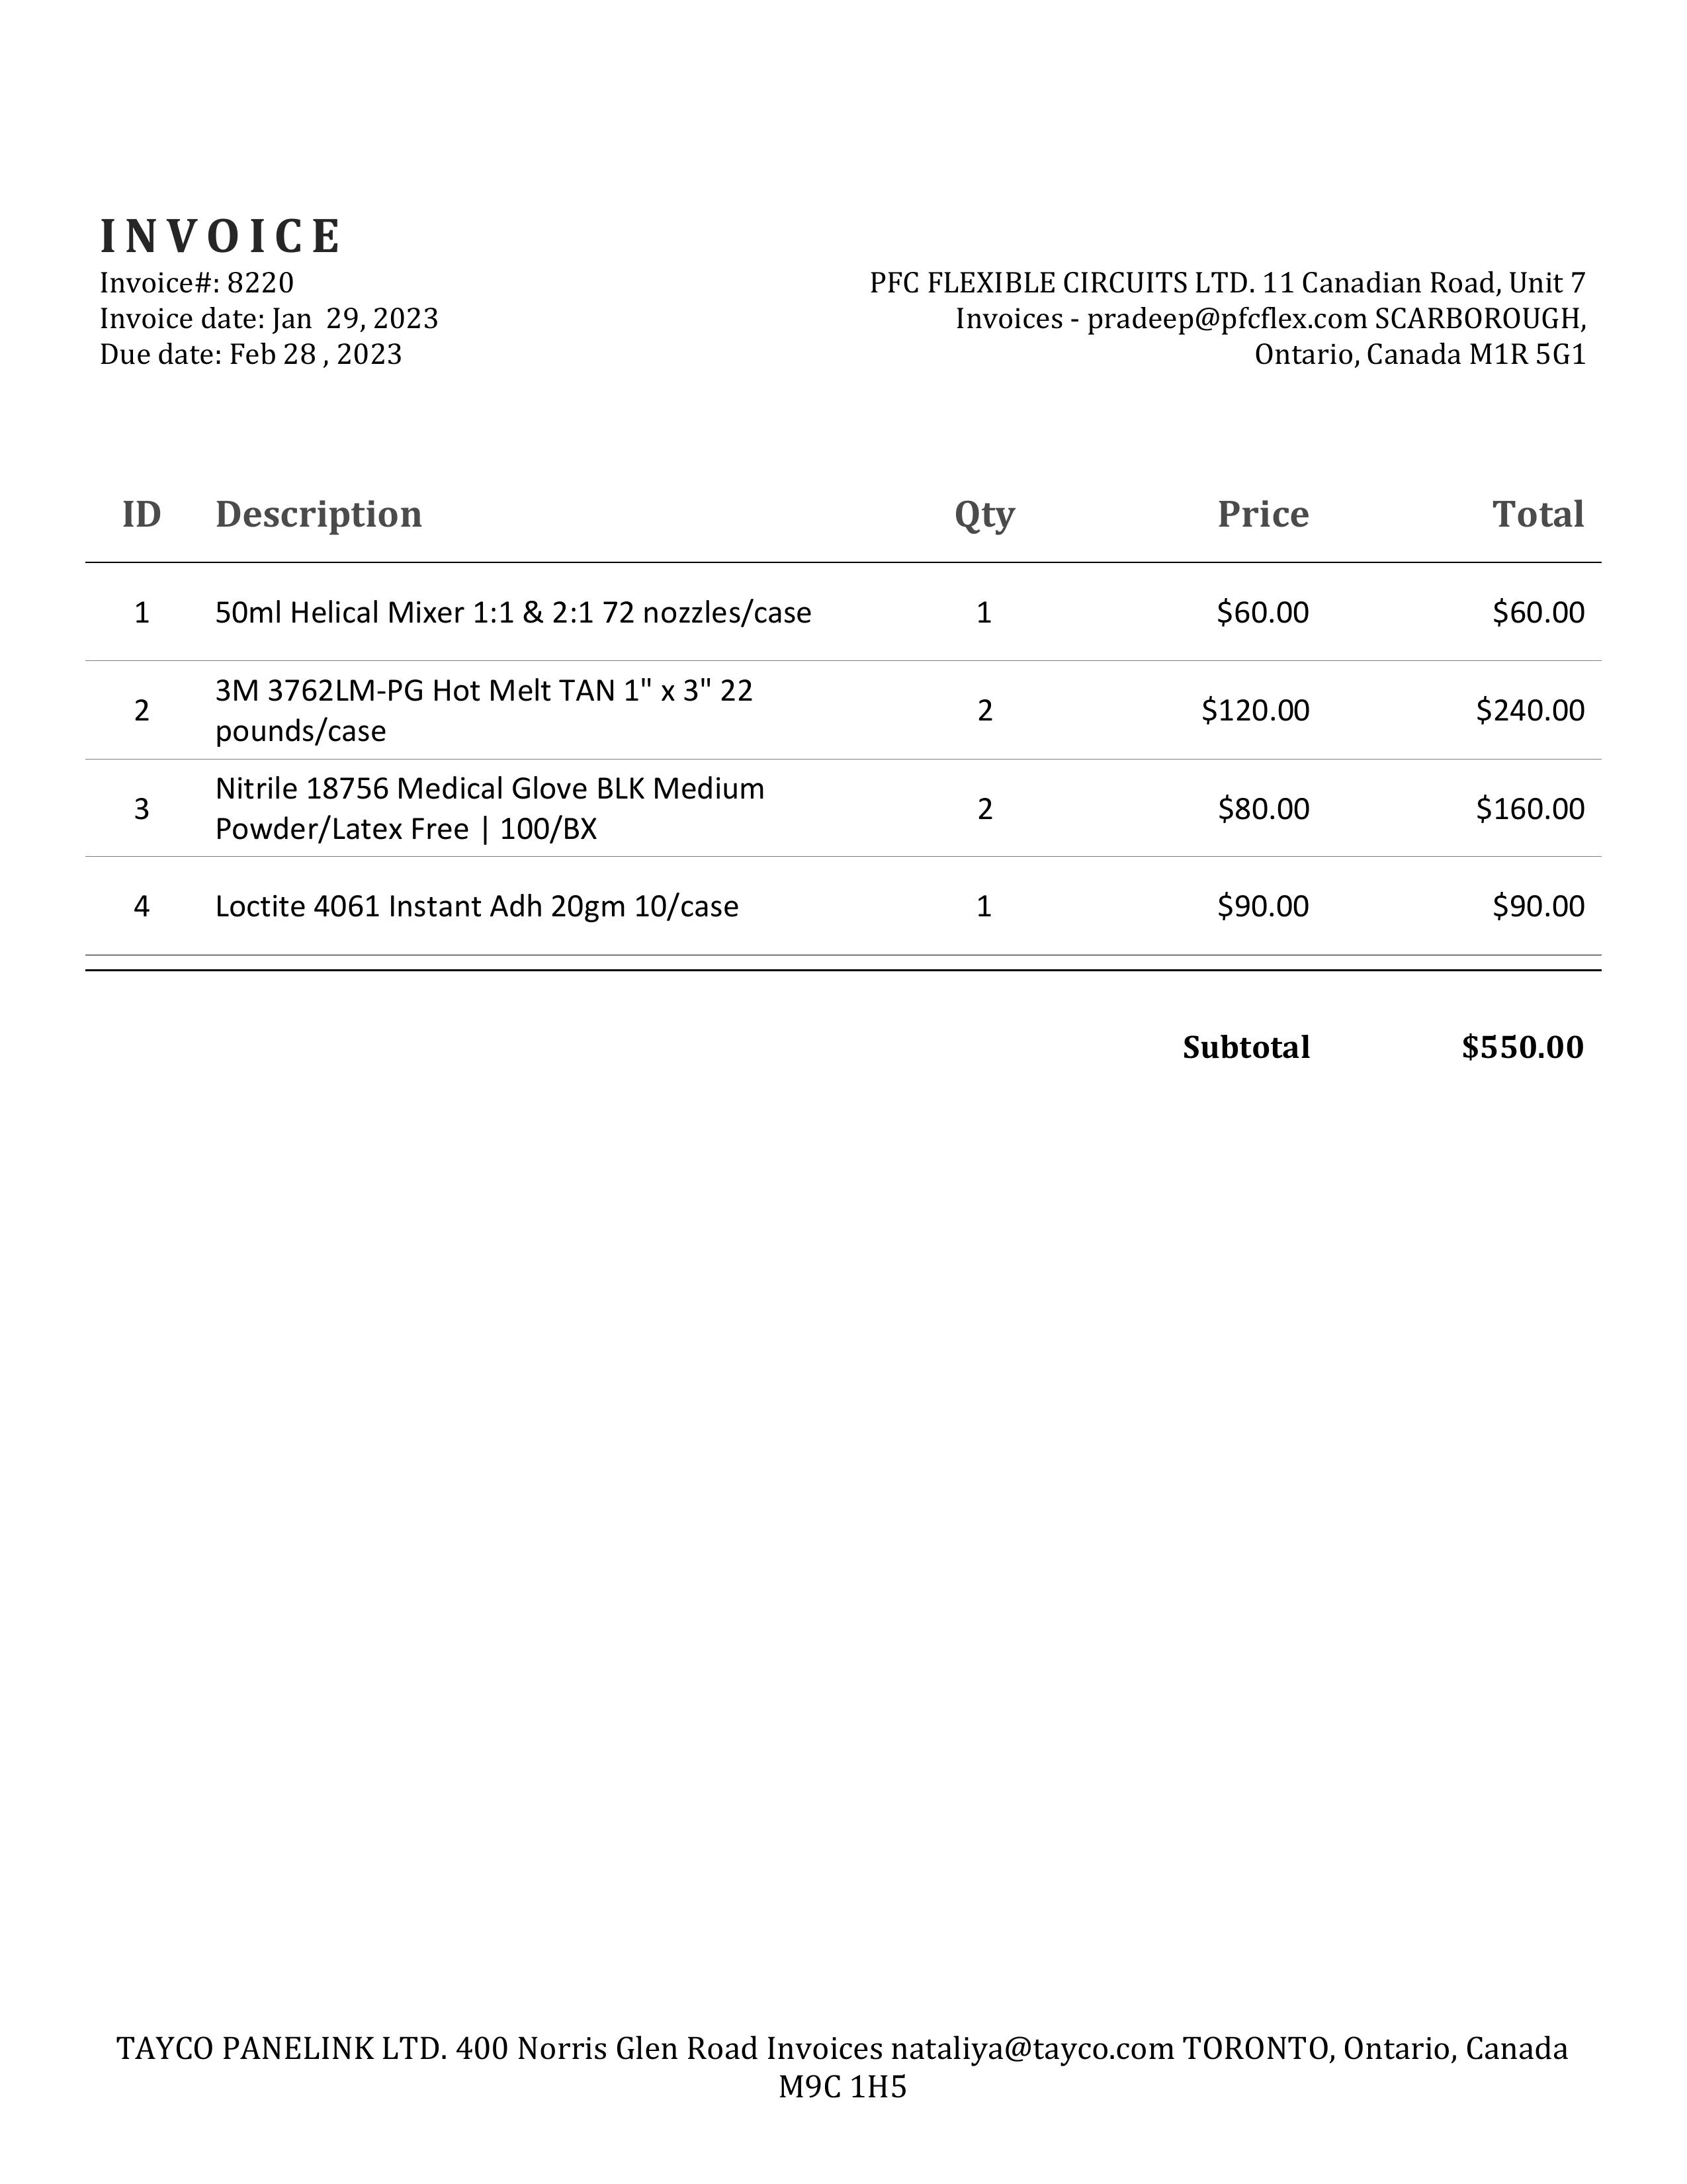 INVOICE
Invoice#: 8220
Invoice date: Jan  29, 2023
Due date: Feb 28 , 2023
PFC FLEXIBLE CIRCUITS LTD. 11 Canadian Road, Unit 7
Invoices - pradeep@pfcflex.com SCARBOROUGH,
Ontario, Canada M1R 5G1
ID Description Qty Price Total
1 50ml Helical Mixer 1:1 & 2:1 72 nozzles/case 1 $60.00 $60.00
2 3M 3762LM-PG Hot Melt TAN 1" x 3" 22
pounds/case 2 $120.00 $240.00
3 Nitrile 18756 Medical Glove BLK Medium
Powder/Latex Free | 100/BX 2 $80.00 $160.00
4 Loctite 4061 Instant Adh 20gm 10/case 1 $90.00 $90.00
Subtotal $550.00
TAYCO PANELINK LTD. 400 Norris Glen Road Invoices nataliya@tayco.com TORONTO, Ontario, Canada
M9C 1H5